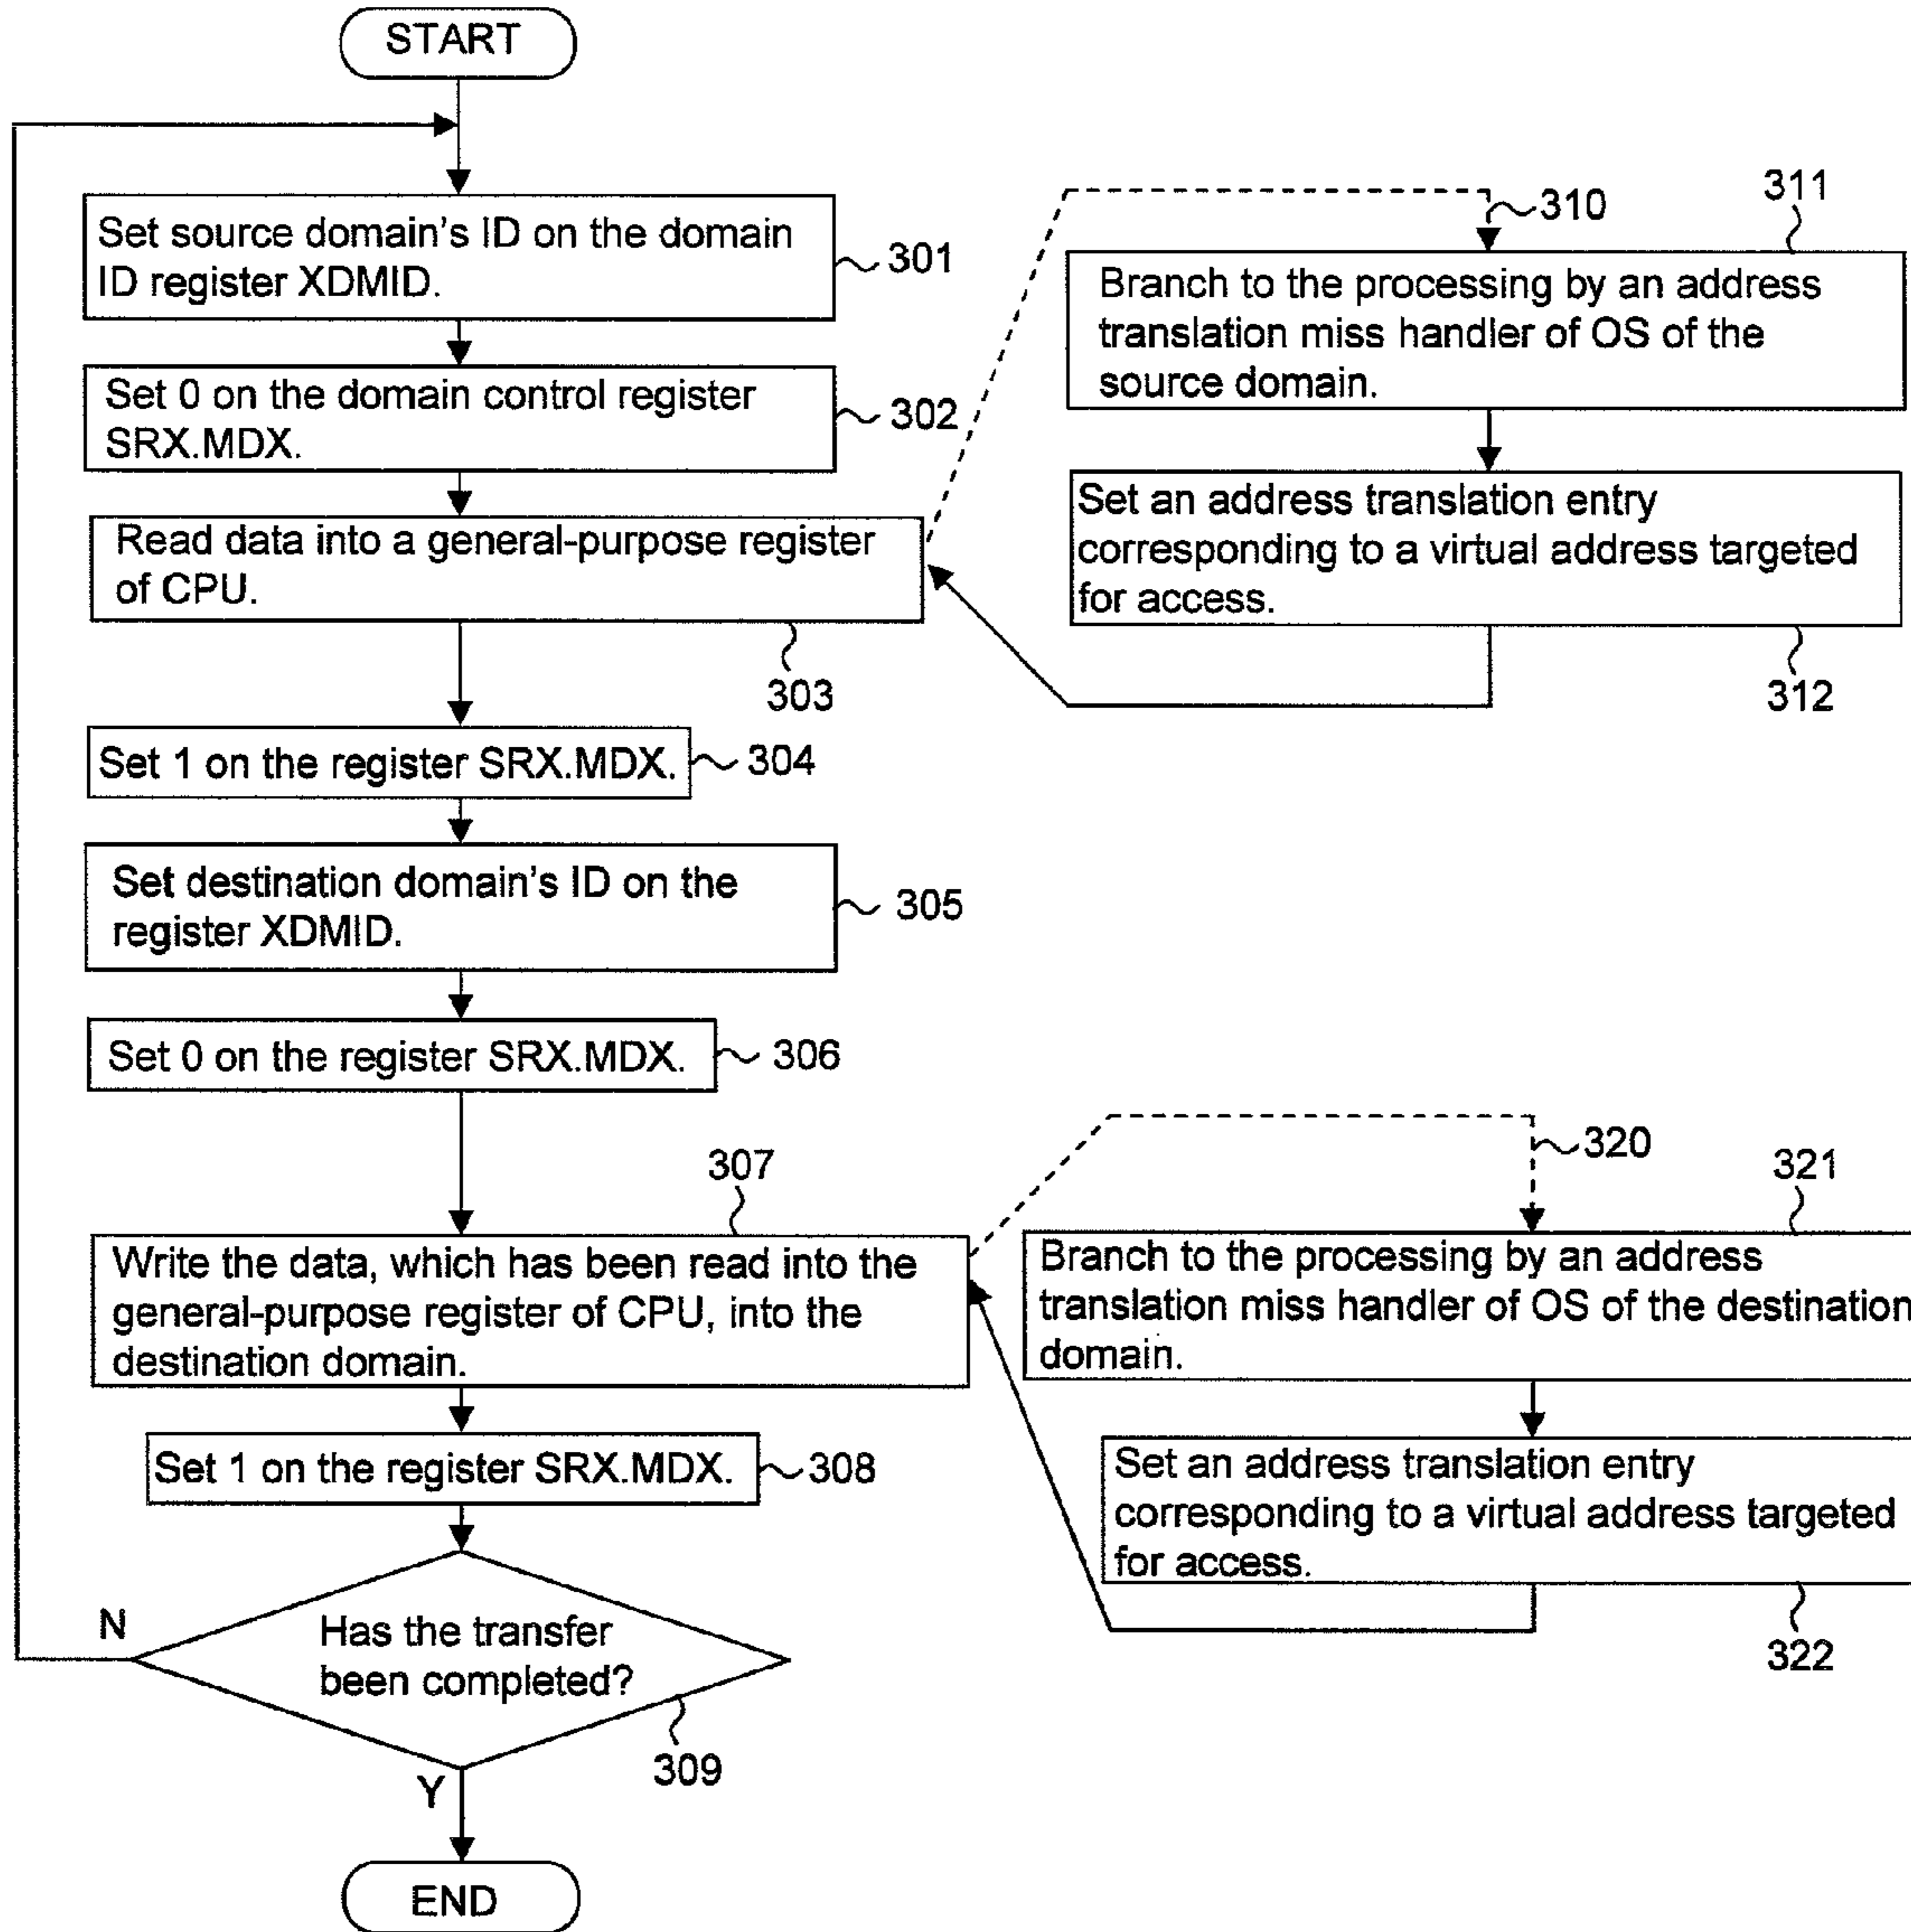 START
Set source domain's ID on the domain
ID register XDMID.
301
Set 0 on the domain control register
SRX.MDX.
302
Read data into a general-purpose register
of CPU.
303
310
311
Branch to the processing by an address
translation miss handler of OS of the
source domain.
Set an address translation entry
corresponding to a virtual address targeted
for access.
312
Set 1 on the register SRX.MDX.
304
Set destination domain's ID on the
register XDMID.
305
Set 0 on the register SRX.MDX.
306
307
Write the data, which has been read into the
general-purpose register of CPU, into the
destination domain.
320
321
Branch to the processing by an address
translation miss handler of OS of the destination
domain.
Set an address translation entry
corresponding to a virtual address targeted
for access.
322
Set 1 on the register SRX.MDX.
308
N
Has the transfer
been completed?
309
Y
END